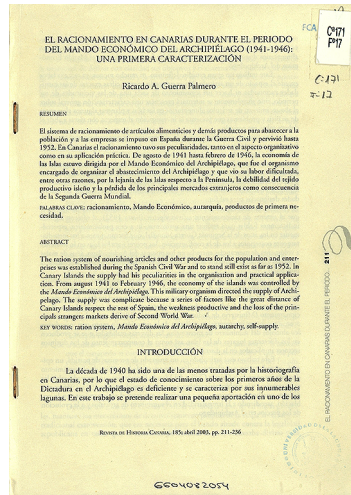 EL RACIONAMIENTO EN CANARIAS DURANTE EL PERIODO
DEL MANDO ECONÓMICO DEL ARCHIPIÉLAGO (1941-1946):
UNA PRIMERA CARACTERIZACIÓN
FCA
Cº171
Fº17
C: 171
F: 17
Ricardo A. Guerra Palmero
RESUMEN
El sistema de racionamiento de artículos alimenticios y demás productos para abastecer a la
población y a las empresas se impuso en España durante la Guerra Civil y pervivió hasta
1952. En Canarias el racionamiento tuvo sus peculiaridades, tanto en el aspecto organizativo
como en su aplicación práctica. De agosto de 1941 hasta febrero de 1946, la economía de
las Islas estuvo dirigida por el Mando Económico del Archipiélago, que fue el organismo
encargado de organizar el abastecimiento del Archipiélago y que vio su labor dificultada,
entre otras razones, por la lejanía de las Islas respecto a la Península, la debilidad del tejido
productivo isleño y la pérdida de los principales mercados extranjeros como consecuencia
de la Segunda Guerra Mundial.
PALABRAS CLAVE: racionamiento, Mando Económico, autarquía, productos de primera ne-
cesidad.
ABSTRACT
The ration system of nourishing articles and other products for the population and enter-
prises was established during the Spanish Civil War and to stand still exist as far as 1952. In
Canary Islands the supply had his peculiarities in the organisation and practical applica-
tion. From august 1941 to February 1946, the economy of the islands was controlled by
the Mando Económico del Archipiélago. This military organism directed the supply of Archi-
pelago. The supply was complicate because a series of factors like the great distance of
Canary Islands respect the rest of Spain, the weakness productive and the loss of the prin-
cipals strangers markets derive of Second World War.
KEY WORDS: ration system, Mando Económico del Archipiélago, autarchy, self-supply.
INTRODUCCIÓN
La década de 1940 ha sido una de las menos tratadas por la historiografía
en Canarias, por lo que el estado de conocimiento sobre los primeros años de la
Dictadura en el Archipiélago es deficiente y se caracteriza por sus innumerables
lagunas. En este trabajo se pretende realizar una pequeña aportación en uno de los
REVISTA DE HISTORIA CANARIA, 185; abril 2003, pp. 211-236
EL RACIONAMIENTO EN CANARIAS DURANTE EL PERIODO... 211
6604082054